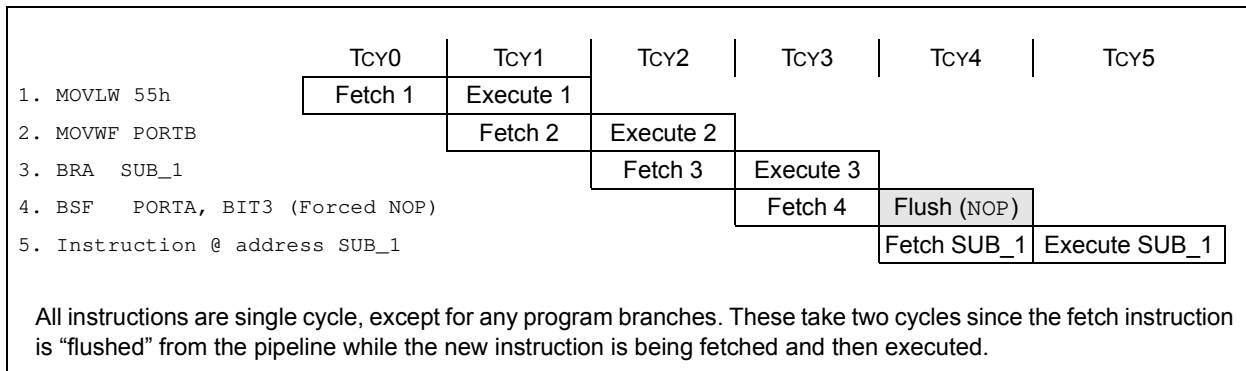 TCY0 TCY1 TCY2 TCY3 TCY4 TCY5
1. MOVLW 55h Fetch 1 Execute 1
2. MOVWF PORTB Fetch 2 Execute 2
3. BRA SUB_1 Fetch 3 Execute 3
4. BSF PORTA, BIT3 (Forced NOP) Fetch 4 Flush (NOP)
5. Instruction @ address SUB_1 Fetch SUB_1 Execute SUB_1
All instructions are single cycle, except for any program branches. These take two cycles since the fetch instruction
is “flushed” from the pipeline while the new instruction is being fetched and then executed.